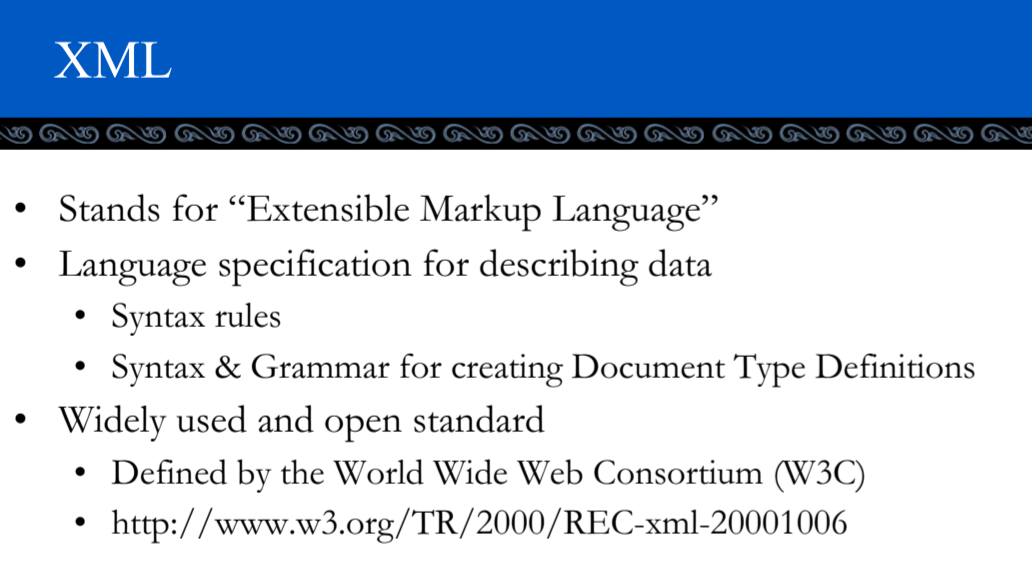 XML
• Stands for “Extensible Markup Language”
• Language specification for describing data
• Syntax rules
• Syntax & Grammar for creating Document Type Definitions
• Widely used and open standard
• Defined by the World Wide Web Consortium (W3C)
• http://www.w3.org/TR/2000/REC-xml-20001006